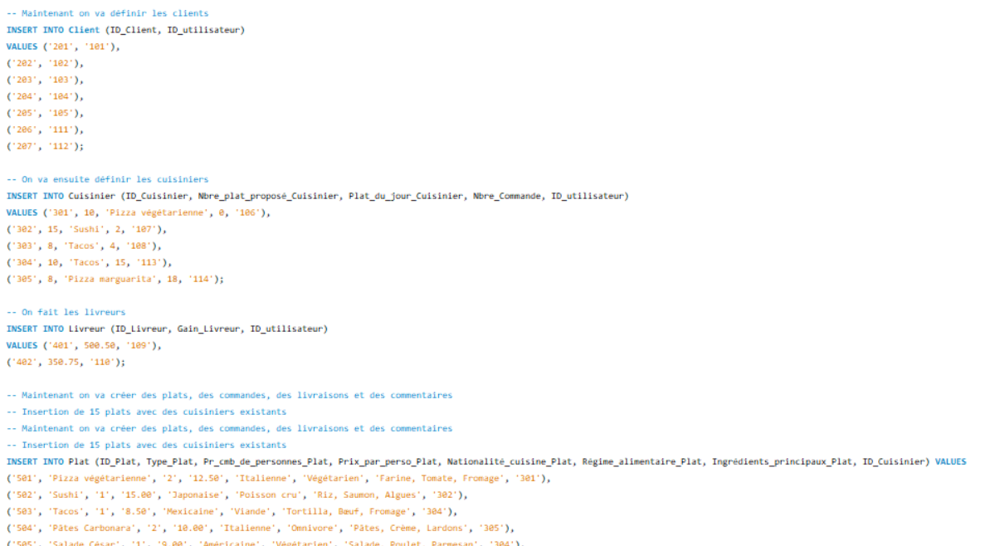 -- Maintenant on va définir les clients
INSERT INTO Client (ID_Client, ID_utilisateur)
VALUES ('201', '101'),
('202', '102'),
('203', '103'),
('204', '104'),
('205', '105'),
('206', '111'),
('207', '112');
-- On va ensuite définir les cuisiniers
INSERT INTO Cuisinier (ID_Cuisinier, Nbre_plat_proposé_Cuisinier, Plat_du_jour_Cuisinier, Nbre_Commande, ID_utilisateur)
VALUES ('301', 10, 'Pizza végétarienne', 0, '106'),
('302', 15, 'Sushi', 2, '107'),
('303', 8, 'Tacos', 4, '108'),
('304', 10, 'Tacos', 15, '113'),
('305', 8, 'Pizza marguarita', 18, '114');
-- On fait les livreurs
INSERT INTO Livreur (ID_Livreur, Gain_Livreur, ID_utilisateur)
VALUES ('401', 500.50, '109'),
('402', 350.75, '110');
-- Maintenant on va créer des plats, des commandes, des livraisons et des commentaires
-- Insertion de 15 plats avec des cuisiniers existants
-- Maintenant on va créer des plats, des commandes, des livraisons et des commentaires
-- Insertion de 15 plats avec des cuisiniers existants
INSERT INTO Plat (ID_Plat, Type_Plat, Pr_cmb_de_personnes_Plat, Prix_par_perso_Plat, Nationalité_cuisine_Plat, Régime_alimentaire_Plat, Ingrédients_principaux_Plat, ID_Cuisinier) VALUES
('501', 'Pizza végétarienne', '2', '12.50', 'Italienne', 'Végétarien', 'Farine, Tomate, Fromage', '301'),
('502', 'Sushi', '1', '15.00', 'Japonaise', 'Poisson cru', 'Riz, Saumon, Algues', '302'),
('503', 'Tacos', '1', '8.50', 'Mexicaine', 'Viande', 'Tortilla, Bœuf, Fromage', '304'),
('504', 'Pâtes Carbonara', '2', '10.00', 'Italienne', 'Omnivore', 'Pâtes, Crème, Lardons', '305'),
('505', 'Salade César', '1', '9.00', 'Américaine', 'Végétarien', 'Salade, Poulet, Parmesan', '304'),